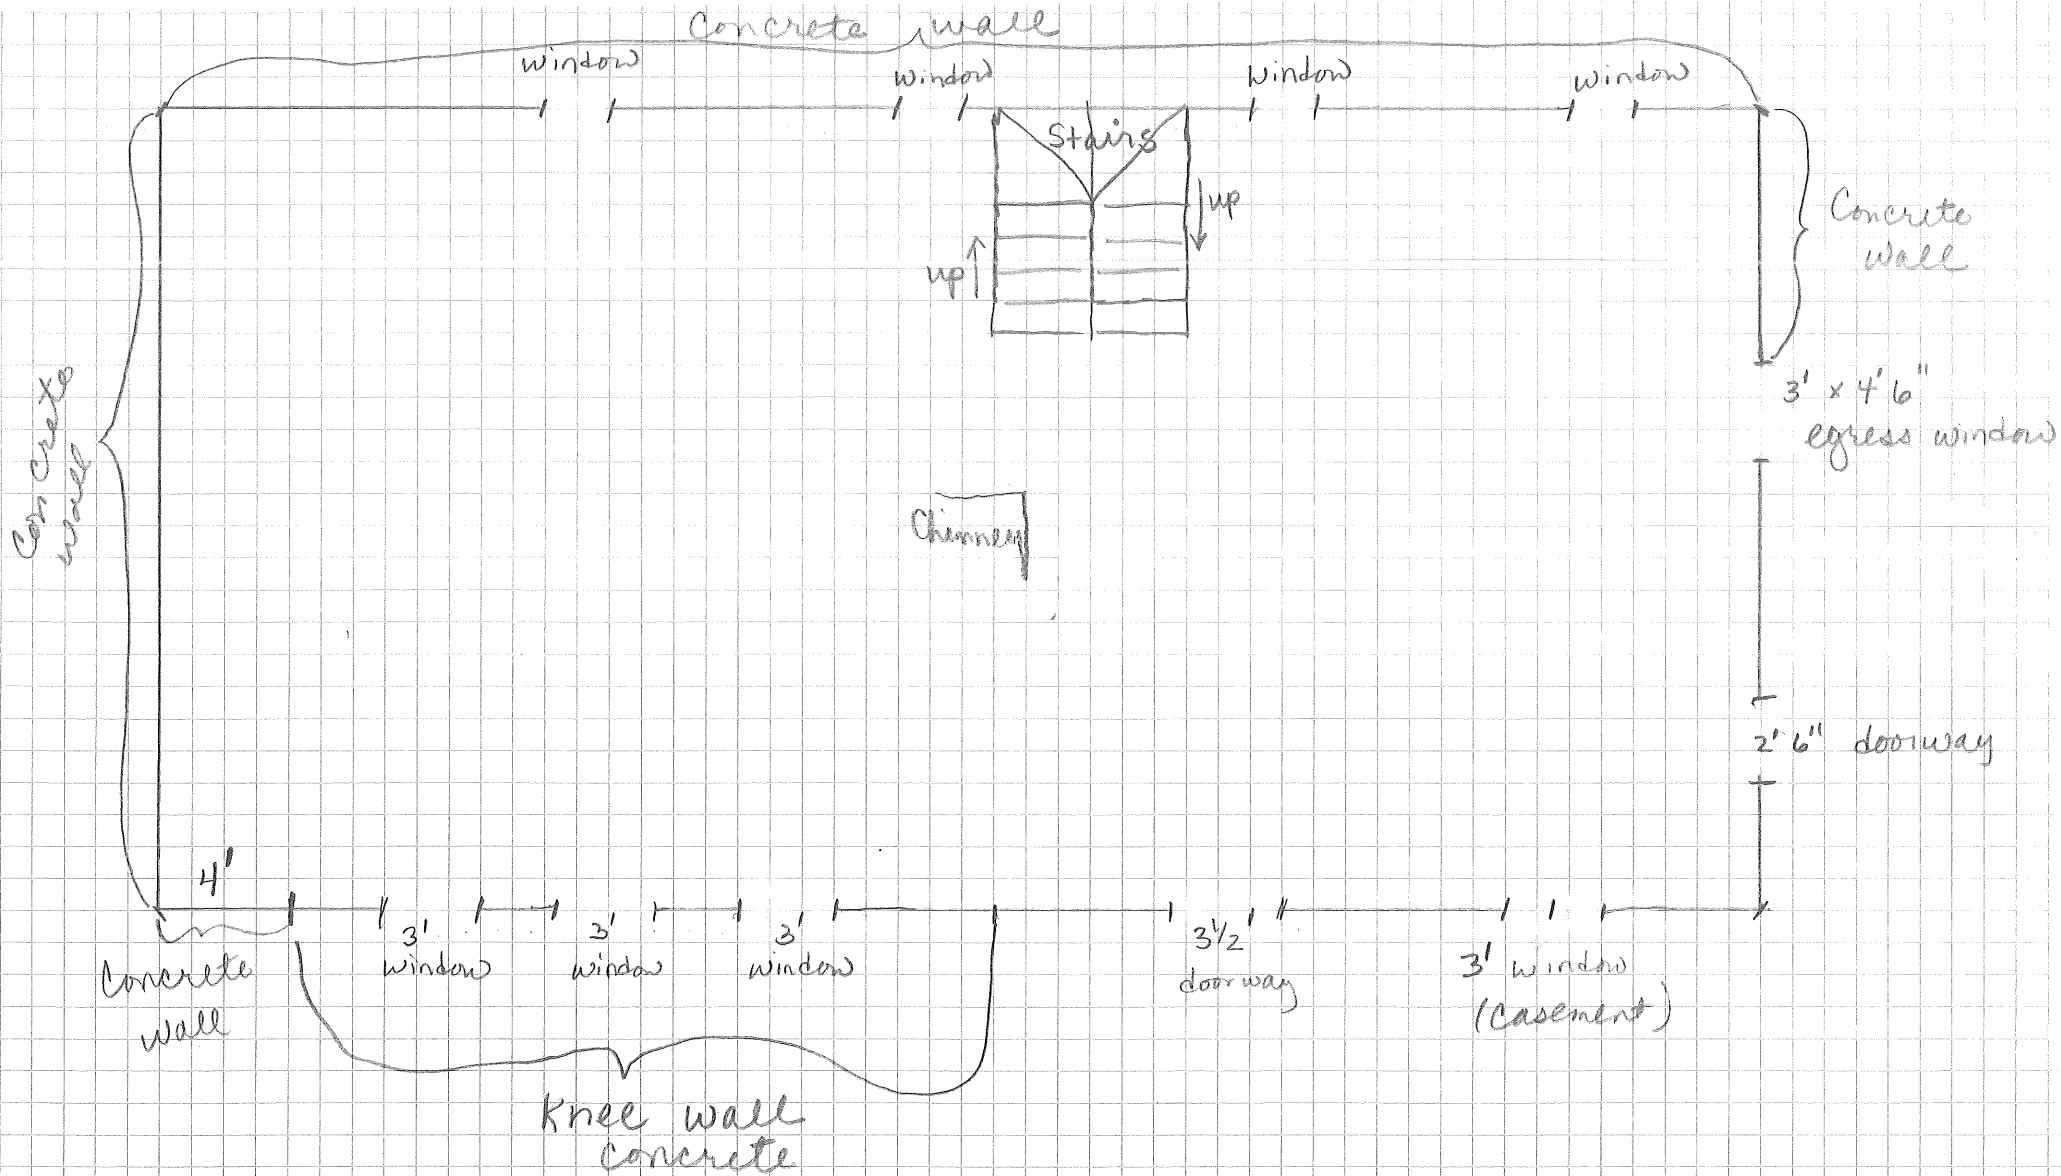 Concrete wall
window
window
window
window
Stairs
up
up
Concrete
wall
3' x 4' 6"
egress window
Concrete
wall
Chimney
2' 6" doorway
4'
3'
window
3'
window
3'
window
3 1/2'
doorway
3' window
(casement)
Concrete
wall
Knee wall
concrete